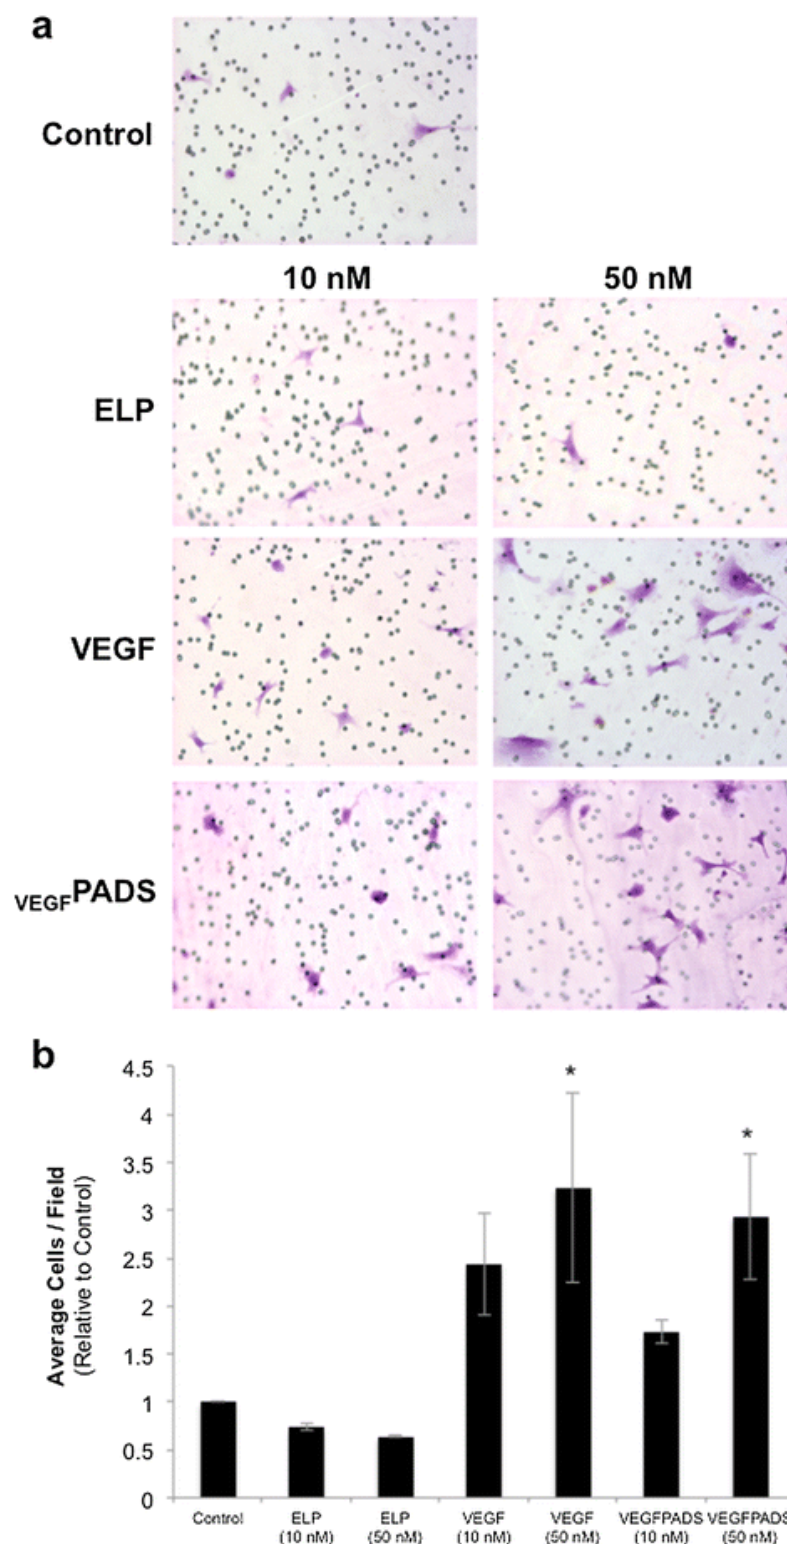 a
Control
10 nM 50 nM
ELP
VEGF
VEGFPADS
b
Average Cells / Field
(Relative to Control)
4.5
4
3.5
3
2.5
2
1.5
1
0.5
0
* *
Control ELP ELP VEGF VEGF VEGFPADS VEGFPADS
(10 nM) (50 nM) (10 nM) (50 nM) (10 nM) (50 nM)